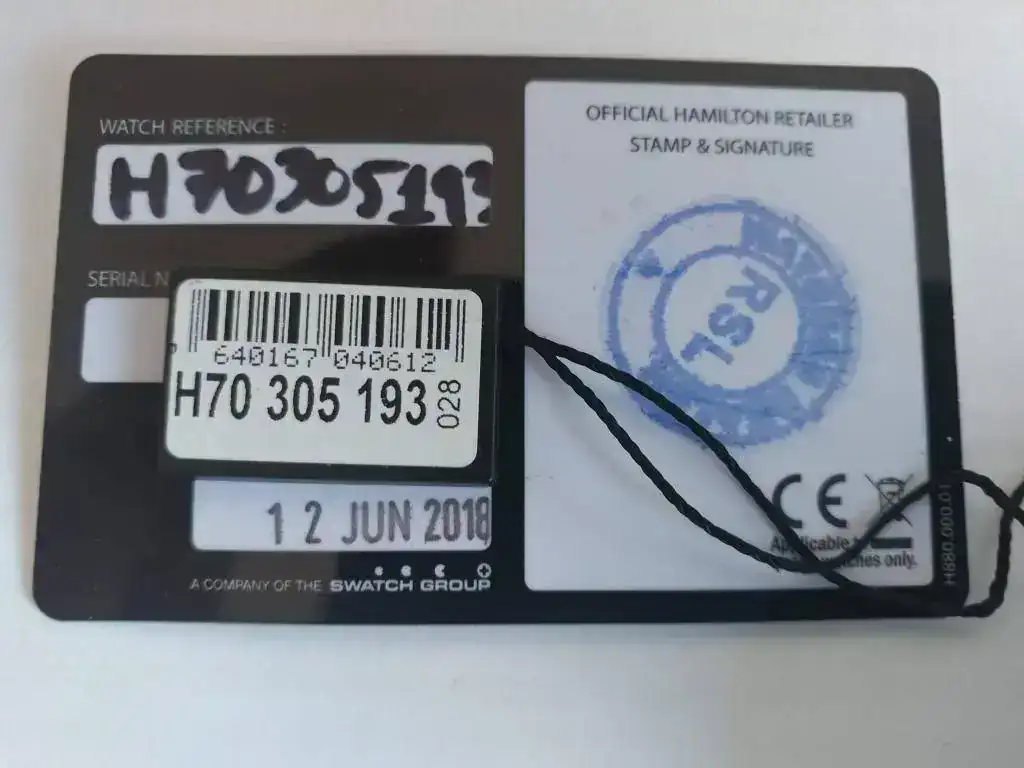 WATCH REFERENCE :
H70305193
SERIAL N
640167 040612
H70 305 193 028
12 JUN 2018
A COMPANY OF THE SWATCH GROUP
OFFICIAL HAMILTON RETAILER
STAMP & SIGNATURE
RSL
CE
Applicable
watches only.
H880.000.01